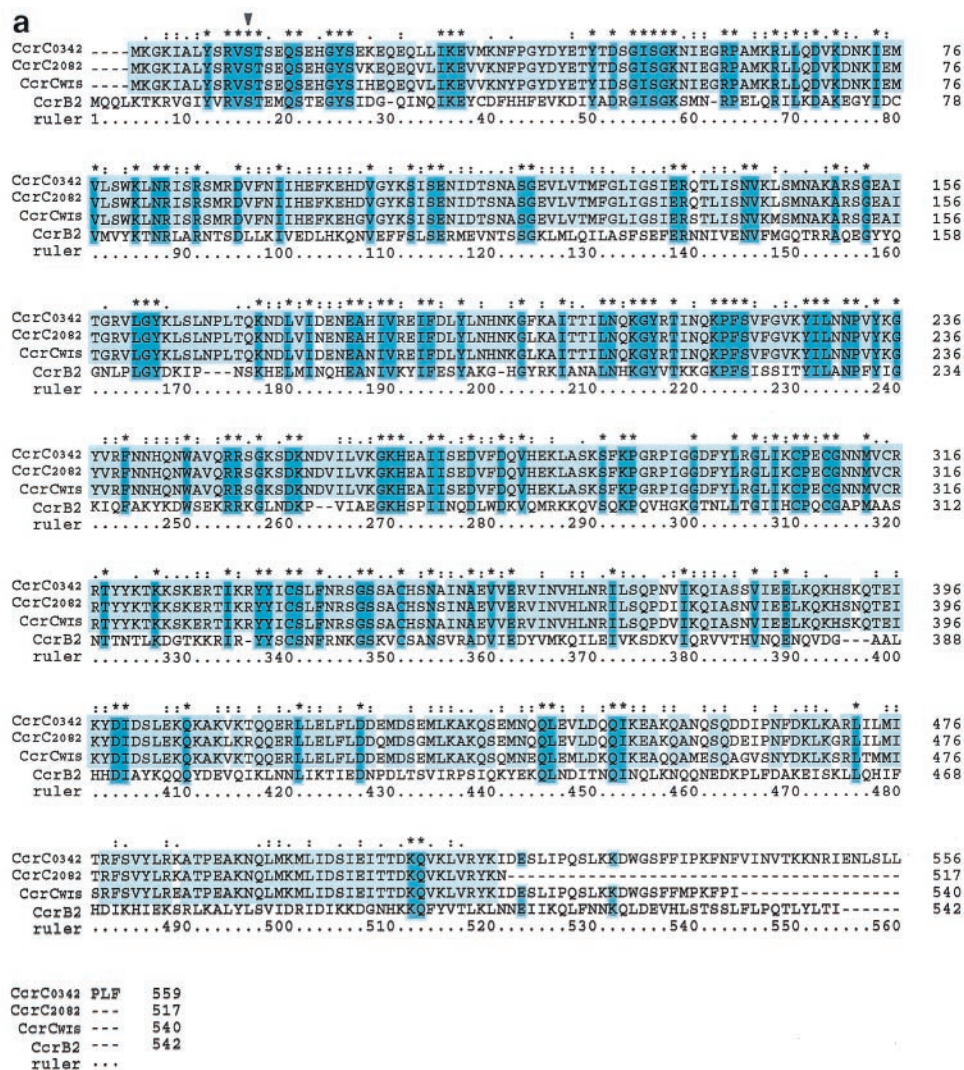 a
CcrC0342 ----MKGKIALYSRVSTSEQSEHGYSEKEQEQLLIKEVMKNFPGYDYETYTDSGISGKNIEGRPAMKRLLQDVKDNKIEM 76
CcrC2082 ----MKGKIALYSRVSTSEQSEHGYSVKEQEQVLIKEVVKNFPGYDYETYTDSGISGKNIEGRPAMKRLLQDVKDNKIEM 76
CcrCWIS ----MKGKIALYSRVSTSEQSEHGYSIHEQEQVLIKEVVKNYPGYDYETYTDSGISGKNIEGRPAMKRLLQDVKDNKIEM 76
CcrB2 MQQLKTKRVGIYVRVSTEMQSTEGYSIDG-QINQIKEYCDFHHFEVKDIYADRGISGKSMN-RPELQRILKDAKEGYIDC 78
ruler 1.......10........20........30........40........50........60........70........80
CcrC0342 VLSWKLNRISRSMRDVFNIIHEFKEHDVGYKSISENIDTSNASGEVLVTMFGLIGSIERQTLISNVKLSMNAKARSGEAI 156
CcrC2082 VLSWKLNRISRSMRDVFNIIHEFKEHDVGYKSISENIDTSNASGEVLVTMFGLIGSIERQTLISNVKLSMNAKARSGEAI 156
CcrCWIS VLSWKLNRISRSMRDVFNIIHEFKEHGVGYKSISENIDTSNASGEVLVTMFGLIGSIERSTLISNVKMSMNAKARSGEAI 156
CcrB2 VMVYKTNRLARNTSDLLKIVEDLHKQNVEFFSLSERMEVNTSSGKLMLQILASFSEFERNNIVENVFMGQTRRAQEGYYQ 158
ruler ........90.......100.......110.......120.......130.......140.......150.......160
CcrC0342 TGRVLGYKLSLNPLTQKNDLVIDENEAHIVREIFDLYLNHNKGFKAITTILNQKGYRTINQKPFSVFGVKYILNNPVYKG 236
CcrC2082 TGRVLGYKLSLNPLTQKNDLVIDENEAHIVREIFDLYLNHNKGFKAITTILNQKGYRTINQKPFSVFGVKYILNNPVYKG 236
CcrCWIS TGRVLGYKLSLNPLTQKNDLVIDENEANIVREIFDLYLNHNKGLKAITTILNQKGYRTINQKPFSVFGVKYILNNPVYKG 236
CcrB2 GNLPLGYDKIP---NSKHELMINQHEANIVKYIFESYAKG-HGYRKIANALNHKGYVTKKGKPFSISSITYILANPFYIG 234
ruler .......170.......180.......190.......200.......210.......220.......230.......240
CcrC0342 YVRFNNHQNWAVQRRSGKSDKNDVILVKGKHEAIISEDVFDQVHEKLASKSFKPGRPIGGDFYLRGLIKCPECGNNMVCR 316
CcrC2082 YVRFNNHQNWAVQRRSGKSDKNDVILVKGKHEAIISEDVFDQVHEKLASKSFKPGRPIGGDFYLRGLIKCPECGNNMVCR 316
CcrCWIS YVRFNNHQNWAVQRRSGKSDKNDVILVKGKHEAIISEDVFDQVHEKLASKSFKPGRPIGGDFYLRGLIKCPECGNNMVCR 316
CcrB2 KIQFAKYKDWSEKRRKGLNDKP--VIAEGKHSPIINQDLWDKVQMRKKQVSQKPQVHGKGTNLLTGIIHCPQCGAPMAAS 312
ruler .......250.......260.......270.......280.......290.......300.......310.......320
CcrC0342 RTYYKTKKSKERTIKRYYICSLFNRSGSSACHSNAINAEVVERVINVHLNRILSQPNVIKQIASSVIEELKQKHSKQTEI 396
CcrC2082 RTYYKTKKSKERTIKRYYICSLFNRSGSSACHSNAINAEVVERVINVHLNRILSQPDVIKQIASNVIEELKQKHSKQTEI 396
CcrCWIS RTYYKTKKSKERTIKRYYICSLFNRSGSSACHSNAINAEVVERVINVHLNRILSQPDVIKQIASNVIEELKQKHSKQTEI 396
CcrB2 NTTNTLKDGTKKRIR-YYSCSNFRNKGSKVCSANSVRADVIEDYVMKQILEIVKSDKVIQRVVTHVNQENQVDG---AAL 388
ruler .......330.......340.......350.......360.......370.......380.......390.......400
CcrC0342 KYDIDSLEKQKAKVKTQQERLLELFLDDEMDSEMLKAKQSEMNQQLEVLDQQIKEAKQANQSQDDIPNFDKLKARLILMI 476
CcrC2082 KYDIDSLEKQKAKLKRQQERLLELFLDDQMDSGMLKAKQSEMNQQLEVLDQQIKEAKQANQSQDEIPNFDKLKGRLILMI 476
CcrCWIS KYDIDSLEKQKAKVKTQQERLLELFLDDEMDSEMLKAKQSEMNQQLEMLDKQIKEAKQQAMESQAGVSNYDKLKSRLTMMI 476
CcrB2 HHDIAYKQQQYDEVQIKLNNLIKTIEDNPDLTSVIRPSIQKYEKQLNDITNQINQLKNQQNEDKPLFDAKEISKLLQHIF 468
ruler .......410.......420.......430.......440.......450.......460.......470.......480
CcrC0342 TRFSVYLRKATPEAKNQLMKMLIDSIEITTDKQVKLVRYKIDESLIPQSLKKDWGSFFIPKFNFVINVTKKNRIENLSLL 556
CcrC2082 TRFSVYLRKATPEAKNQLMKMLIDSIEITTDKQVKLVRYKN--------------------------------------- 517
CcrCWIS SRFSVYLREATPEAKNQLMKMLIDSIEITTDKQVKLVRYKIDESLIPQSLKKDWGSFFMPKFPI---------------- 540
CcrB2 HDIKHIEKSRLKALYLSVIDRIDIKKDGNHKKQFYVTLKLNNEIIKQLFNNKQLDEVHLSTSSLFLPQTLYLTI------ 542
ruler .......490.......500.......510.......520.......530.......540.......550.......560
CcrC0342 PLF 559
CcrC2082 --- 517
CcrCWIS --- 540
CcrB2 --- 542
ruler ...